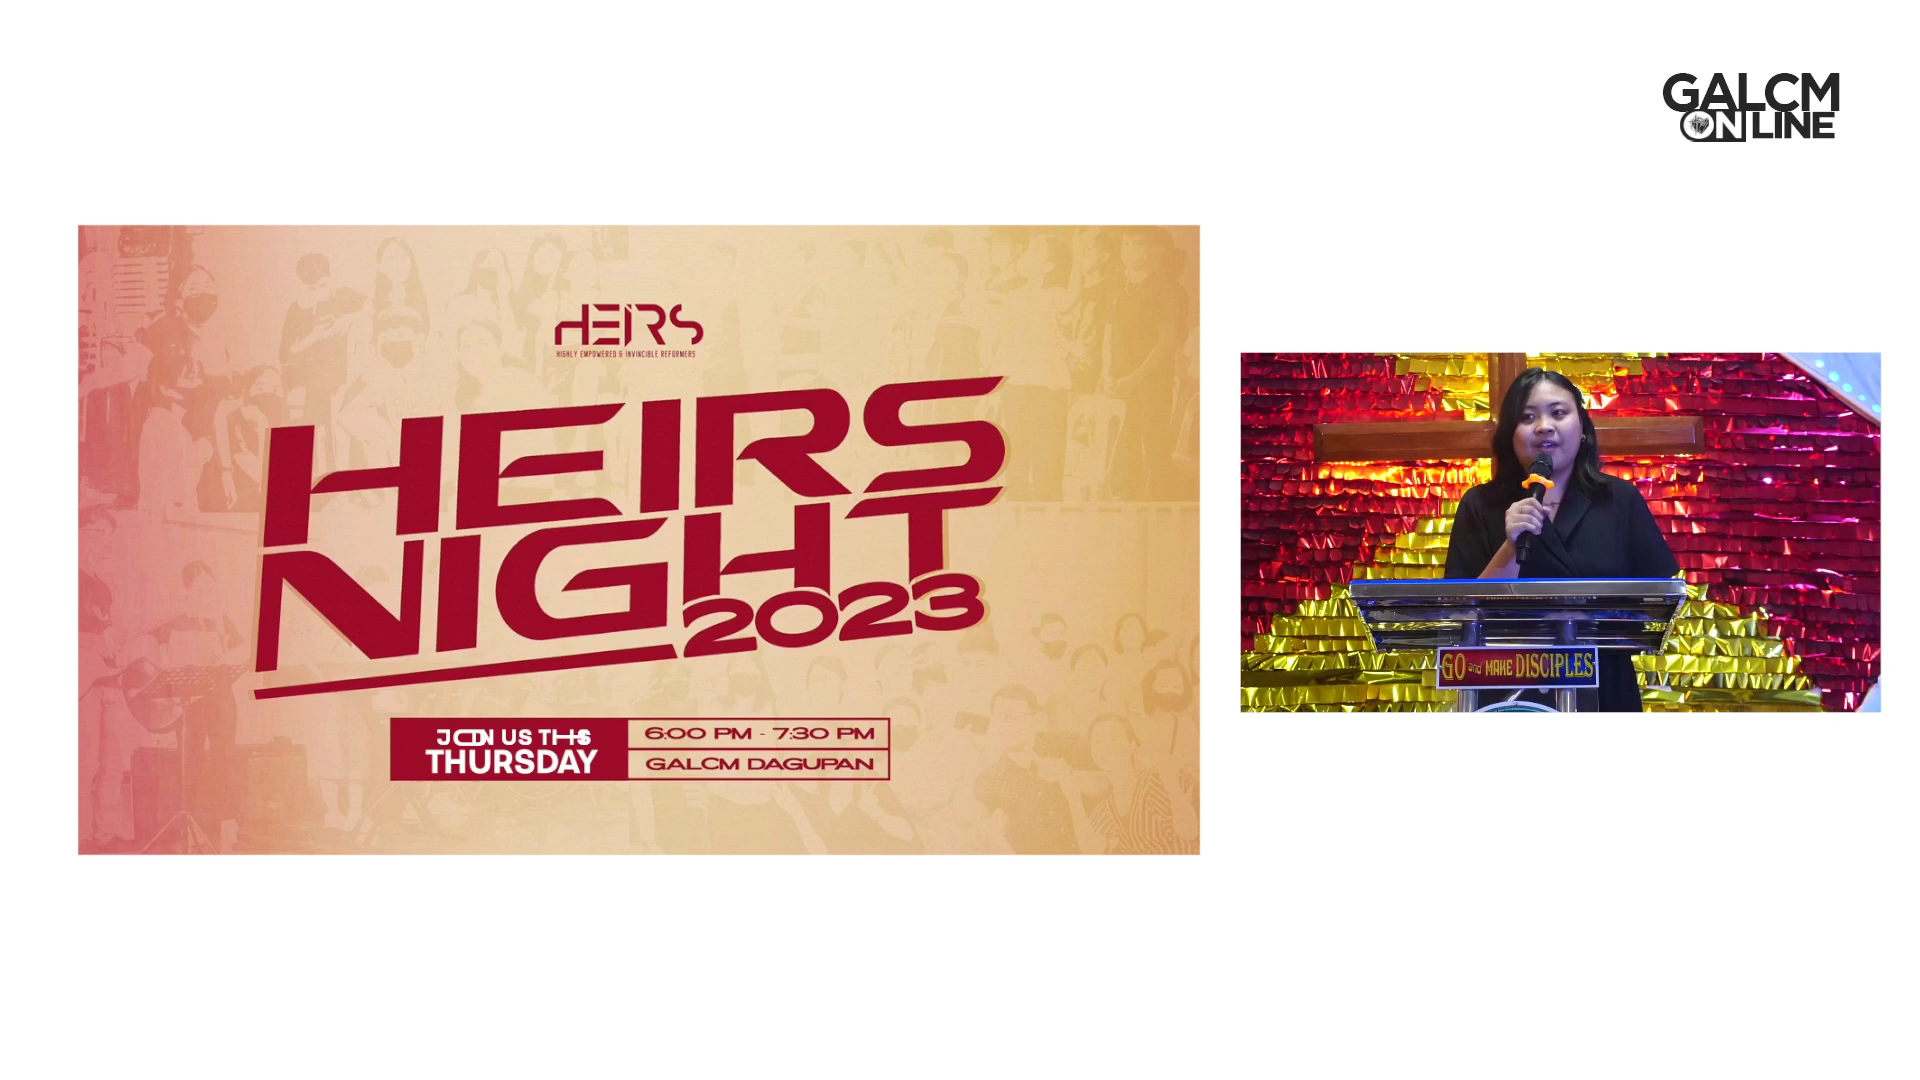 GALCM
ONLINE
HEIRS
HIGHLY EMPOWERED & INVINCIBLE REFORMERS
HEIRS
NIGHT
2023
JOIN US THIS
THURSDAY
6:00 PM - 7:30 PM
GALCM DAGUPAN
GO and MAKE DISCIPLES